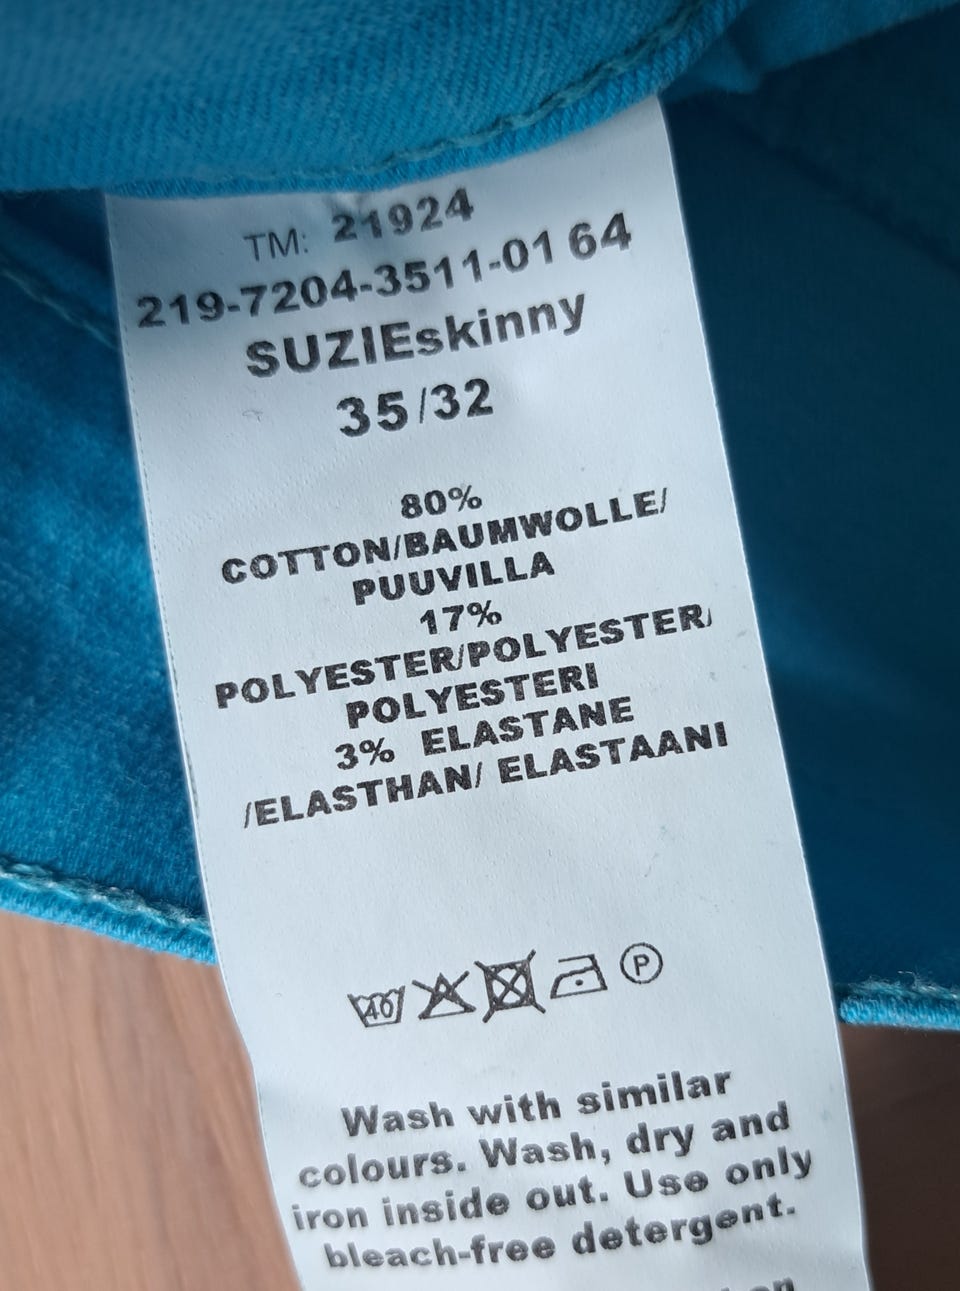 TM: 21924
219-7204-3511-01 64
SUZIEskinny
35/32
80%
COTTON/BAUMWOLLE/
PUUVILLA
17%
POLYESTER/POLYESTER/
POLYESTERI
3% ELASTANE
/ELASTHAN/ ELASTAANI
40 P
Wash with similar
colours. Wash, dry and
iron inside out. Use only
bleach-free detergent.